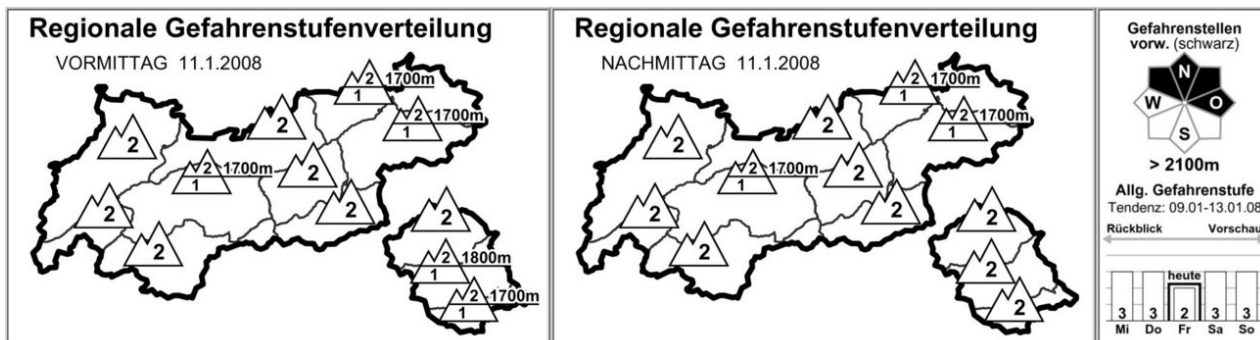 Regionale Gefahrenstufenverteilung
VORMITTAG 11.1.2008
2 1700m
1
2 1700m
1
2
2
2 1700m
1
2
2
2
2
2
2 1800m
1
2 1700m
1
Regionale Gefahrenstufenverteilung
NACHMITTAG 11.1.2008
2 1700m
1
2 1700m
1
2
2
2 1700m
1
2
2
2
2
2
2
2
Gefahrenstellen
vorw. (schwarz)
N
W O
S
> 2100m
Allg. Gefahrenstufe
Tendenz: 09.01-13.01.08
Rückblick Vorschau
heute
3 3 2 3 3
Mi Do Fr Sa So